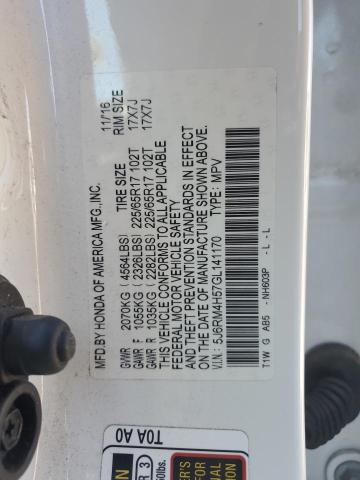 MFD.BY HONDA OF AMERICA MFG.,INC. 11/16
TIRE SIZE RIM SIZE
GVWR 2070KG (4564LBS)
GAWR F 1055KG (2326LBS) 225/65R17 102T 17X7J
GAWR R 1035KG (2282LBS) 225/65R17 102T 17X7J
THIS VEHICLE CONFORMS TO ALL APPLICABLE
FEDERAL MOTOR VEHICLE SAFETY
AND THEFT PREVENTION STANDARDS IN EFFECT
ON THE DATE OF MANUFACTURE SHOWN ABOVE.
V.I.N.: 5J6RM4H57GL141170 TYPE: MPV
T1W G AB5 - NH603P - L - L
T0A A0